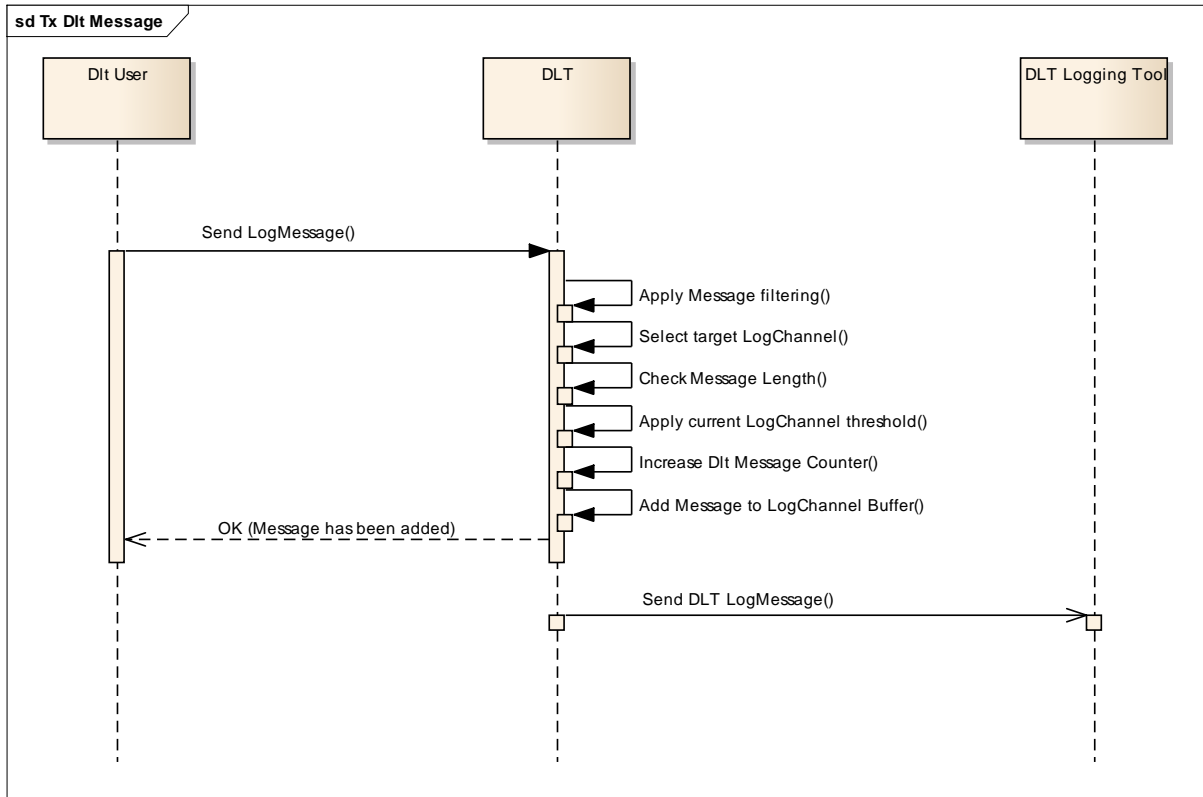 sd Tx Dlt Message
Dlt User
DLT
DLT Logging Tool
Send LogMessage()
Apply Message filtering()
Select target LogChannel()
Check Message Length()
Apply current LogChannel threshold()
Increase Dlt Message Counter()
Add Message to LogChannel Buffer()
OK (Message has been added)
Send DLT LogMessage()